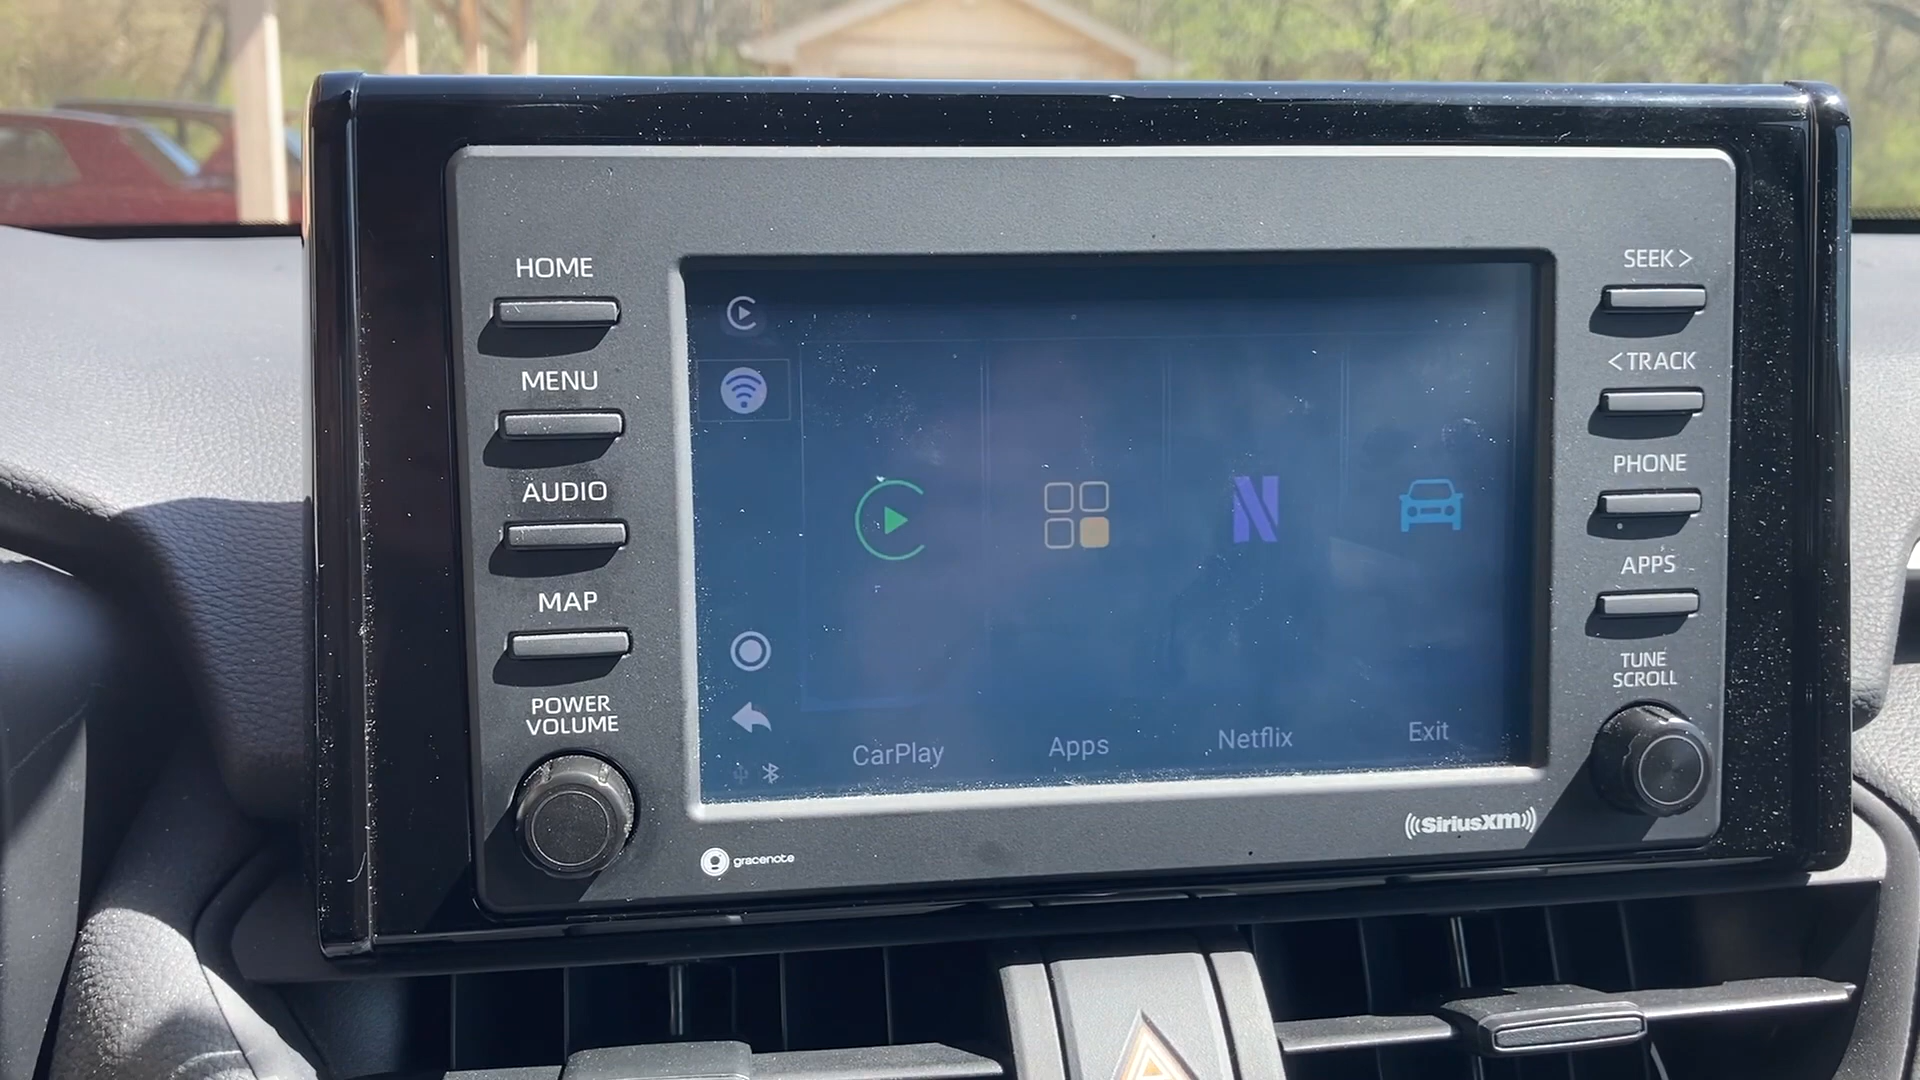 HOME
MENU
AUDIO
MAP
POWER
VOLUME
CarPlay
Apps
Netflix
Exit
SEEK >
< TRACK
PHONE
APPS
TUNE
SCROLL
gracenote
((SiriusXM))